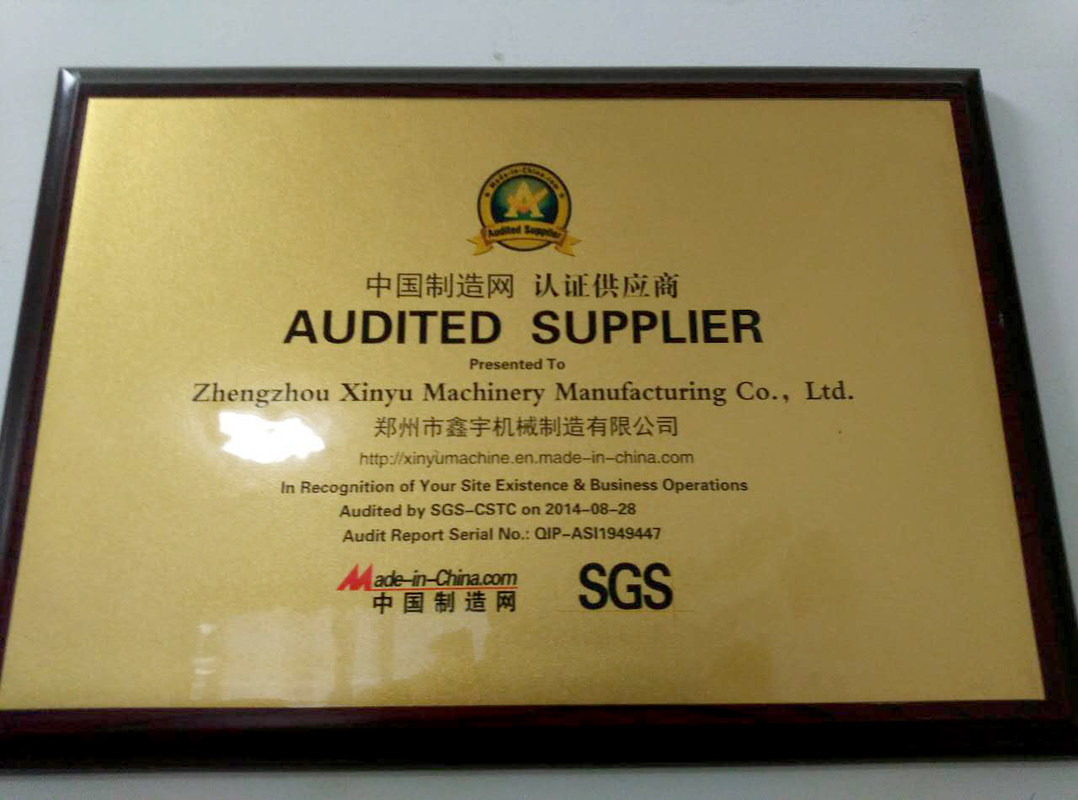 Made-in-China.com
A
Audited Supplier
中国制造网 认证供应商
AUDITED SUPPLIER
Presented To
Zhengzhou Xinyu Machinery Manufacturing Co., Ltd.
郑州市鑫宇机械制造有限公司
http://xinyumachine.en.made-in-china.com
In Recognition of Your Site Existence & Business Operations
Audited by SGS-CSTC on 2014-08-28
Audit Report Serial No.: QIP-ASI1949447
Made-in-China.com
中国制造网
SGS